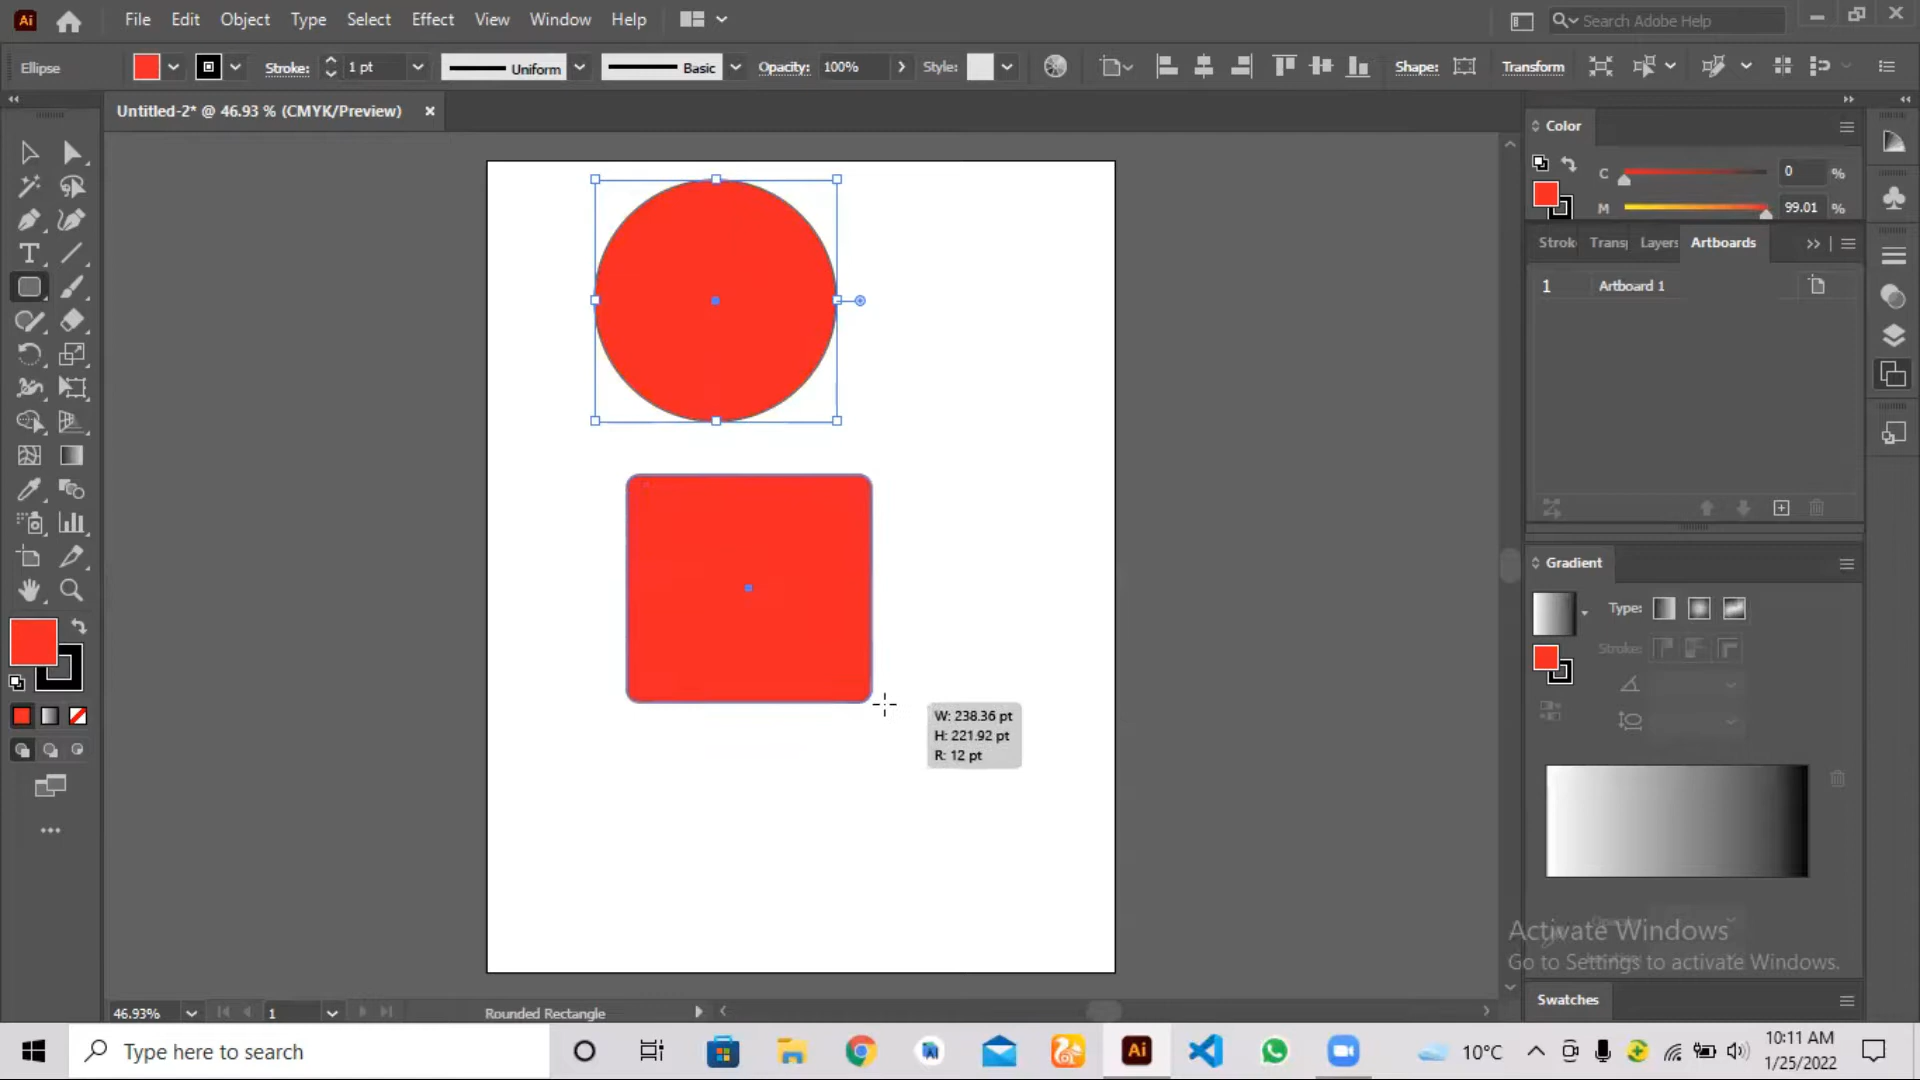 Ai File Edit Object Type Select Effect View Window Help Search Adobe Help
Ellipse Stroke: 1 pt Uniform Basic Opacity: 100% Style: Shape: Transform
Untitled-2* @ 46.93 % (CMYK/Preview)
Color
C 0 %
M 99.01 %
Strok Trans Layers Artboards
1 Artboard 1
Gradient
Type:
Stroke:
W: 238.36 pt
H: 221.92 pt
R: 12 pt
Activate Windows
Go to Settings to activate Windows.
Swatches
46.93% 1 Rounded Rectangle
Type here to search Ai 10°C 10:11 AM
1/25/2022